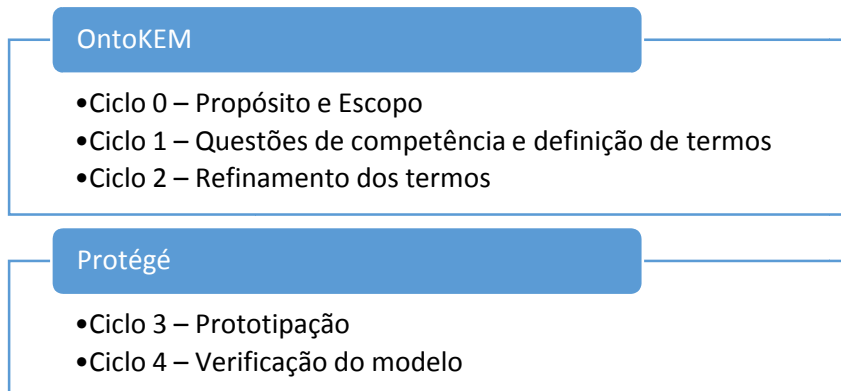 OntoKEM
•Ciclo 0 – Propósito e Escopo
•Ciclo 1 – Questões de competência e definição de termos
•Ciclo 2 – Refinamento dos termos
Protégé
•Ciclo 3 – Prototipação
•Ciclo 4 – Verificação do modelo